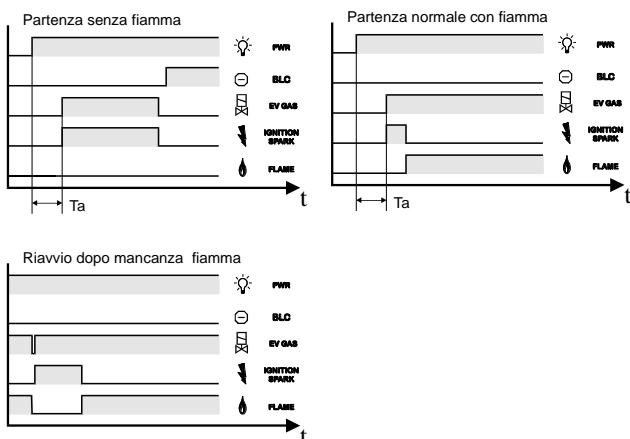 Partenza senza fiamma
PWR
BLC
EV GAS
IGNITION
SPARK
FLAME
Ta
t
Partenza normale con fiamma
PWR
BLC
EV GAS
IGNITION
SPARK
FLAME
Ta
t
Riavvio dopo mancanza fiamma
PWR
BLC
EV GAS
IGNITION
SPARK
FLAME
t